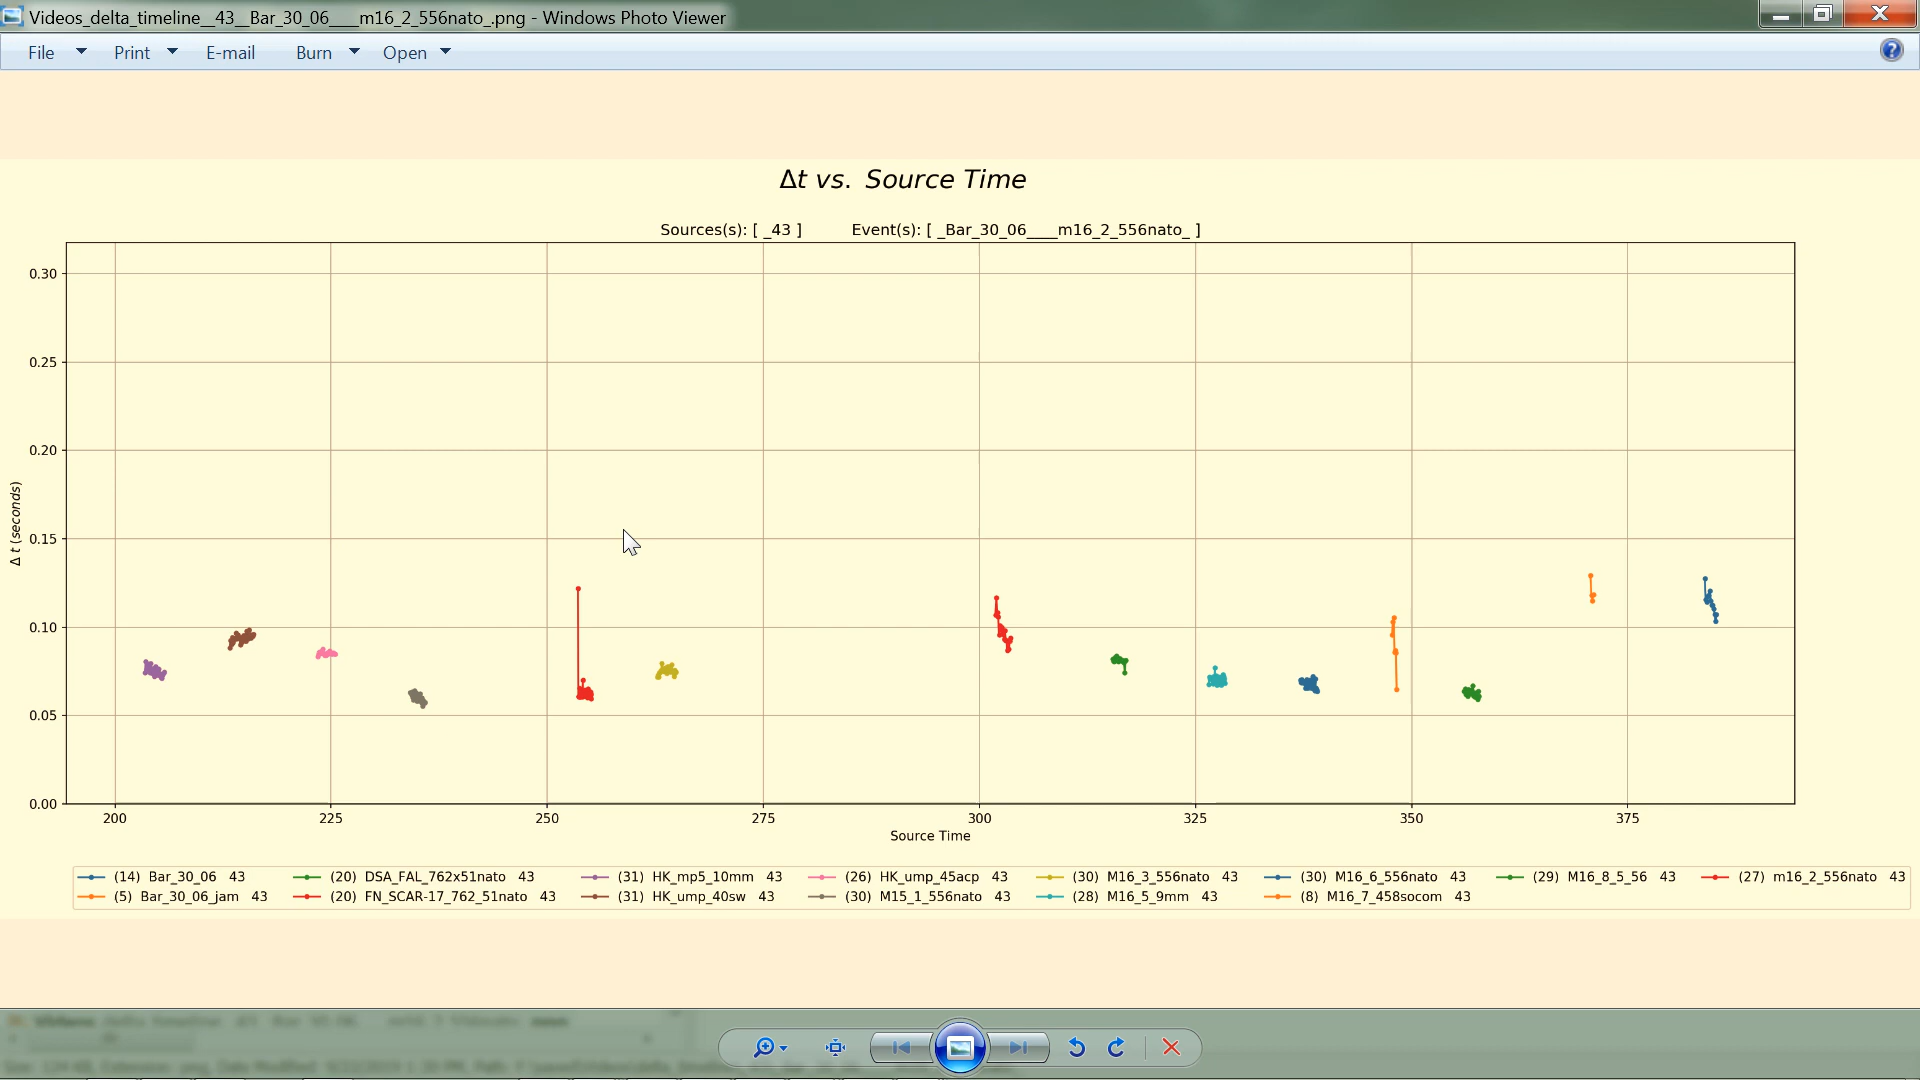 Videos_delta_timeline__43__Bar_30_06____m16_2_556nato_.png - Windows Photo Viewer
File Print E-mail Burn Open
Δt vs. Source Time
Sources(s): [ _43 ] Event(s): [ _Bar_30_06____m16_2_556nato_ ]
0.30
0.25
0.20
0.15
0.10
0.05
0.00
Δ t (seconds)
200 225 250 275 300 325 350 375
Source Time
(14) Bar_30_06 43 (20) DSA_FAL_762x51nato 43 (31) HK_mp5_10mm 43 (26) HK_ump_45acp 43 (30) M16_3_556nato 43 (30) M16_6_556nato 43 (29) M16_8_5_56 43 (27) m16_2_556nato 43
(5) Bar_30_06_jam 43 (20) FN_SCAR-17_762_51nato 43 (31) HK_ump_40sw 43 (30) M15_1_556nato 43 (28) M16_5_9mm 43 (8) M16_7_458socom 43